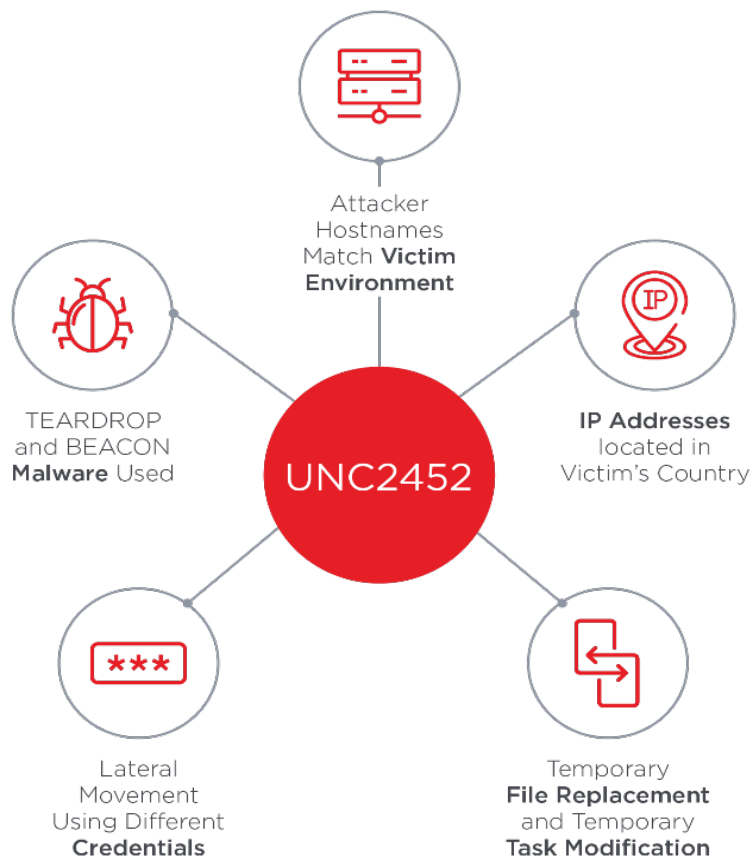 Attacker
Hostnames
Match Victim
Environment
IP
IP Addresses
located in
Victim's Country
TEARDROP
and BEACON
Malware Used
UNC2452
***
Lateral
Movement
Using Different
Credentials
Temporary
File Replacement
and Temporary
Task Modification